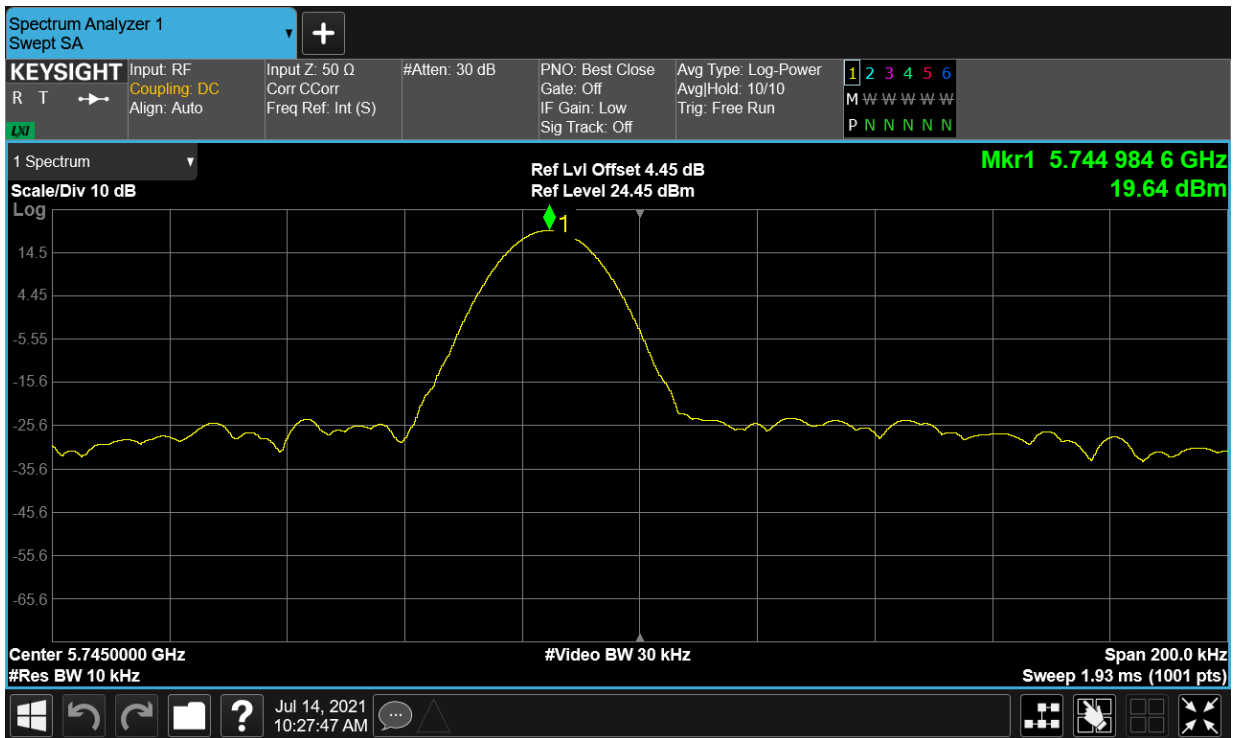 Spectrum Analyzer 1
Swept SA
KEYSIGHT
R T
LXI
Input: RF
Coupling: DC
Align: Auto
Input Z: 50 Ω
Corr CCorr
Freq Ref: Int (S)
#Atten: 30 dB
PNO: Best Close
Gate: Off
IF Gain: Low
Sig Track: Off
Avg Type: Log-Power
Avg|Hold: 10/10
Trig: Free Run
1 2 3 4 5 6
M W W W W W
P N N N N N
1 Spectrum
Scale/Div 10 dB
Ref Lvl Offset 4.45 dB
Ref Level 24.45 dBm
Mkr1 5.744 984 6 GHz
19.64 dBm
Log
1
14.5
4.45
-5.55
-15.6
-25.6
-35.6
-45.6
-55.6
-65.6
Center 5.7450000 GHz
#Video BW 30 kHz
Span 200.0 kHz
#Res BW 10 kHz
Sweep 1.93 ms (1001 pts)
?
Jul 14, 2021
10:27:47 AM